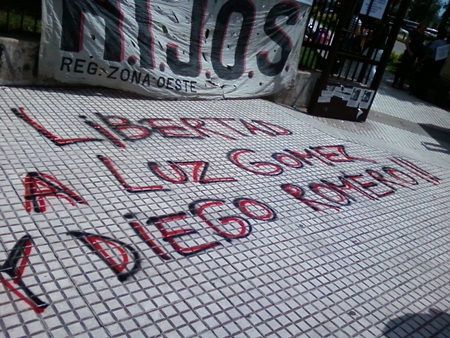 H.I.J.O.S
REG. ZONA OESTE
LIBERTAD
A LUZ GOMEZ
Y DIEGO ROMERO!!!